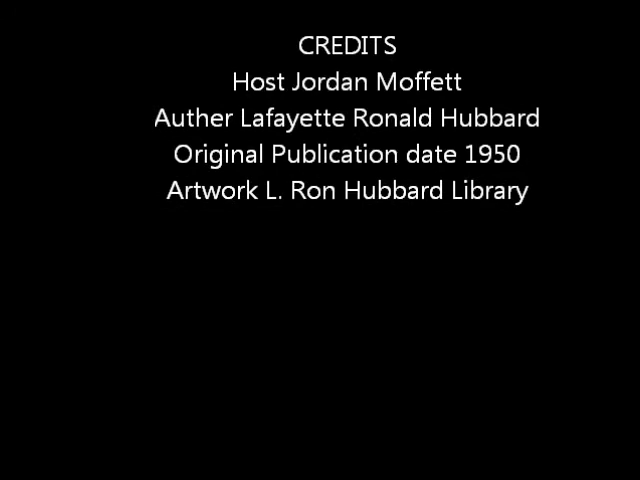 CREDITS
Host Jordan Moffett
Auther Lafayette Ronald Hubbard
Original Publication date 1950
Artwork L. Ron Hubbard Library